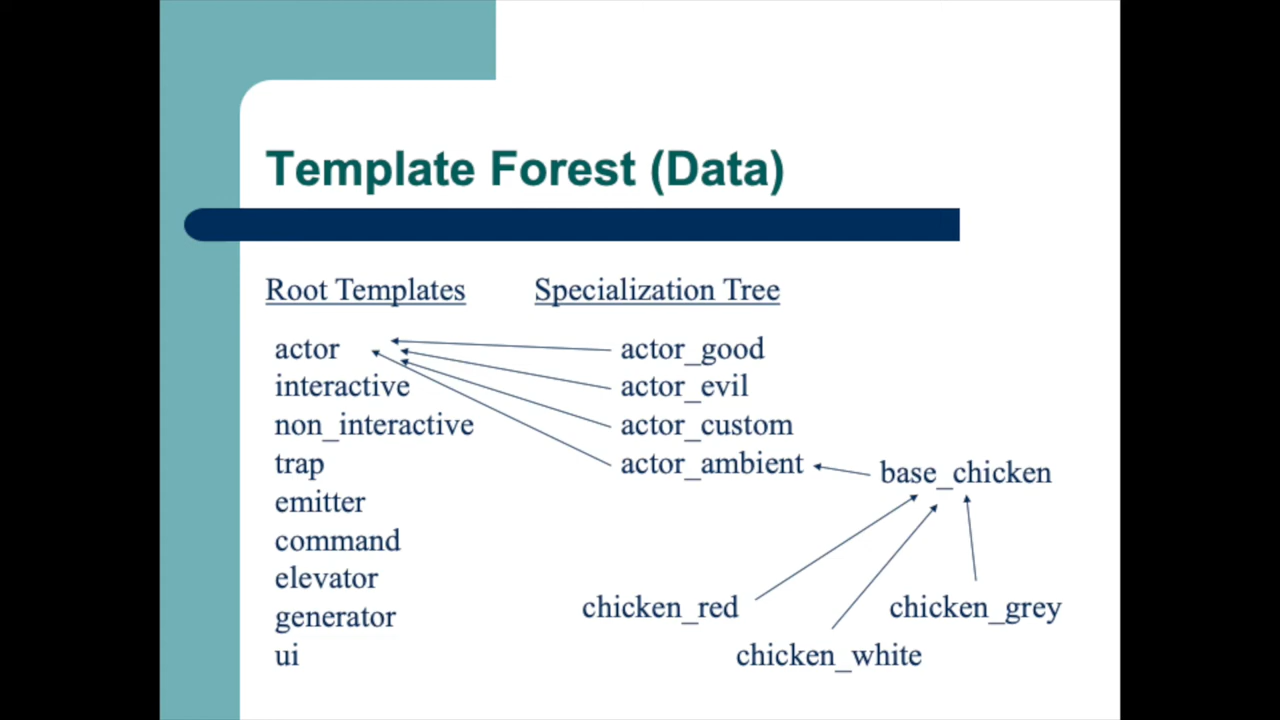 Template Forest (Data)
Root Templates
actor
interactive
non_interactive
trap
emitter
command
elevator
generator
ui
Specialization Tree
actor_good
actor_evil
actor_custom
actor_ambient
base_chicken
chicken_red
chicken_white
chicken_grey